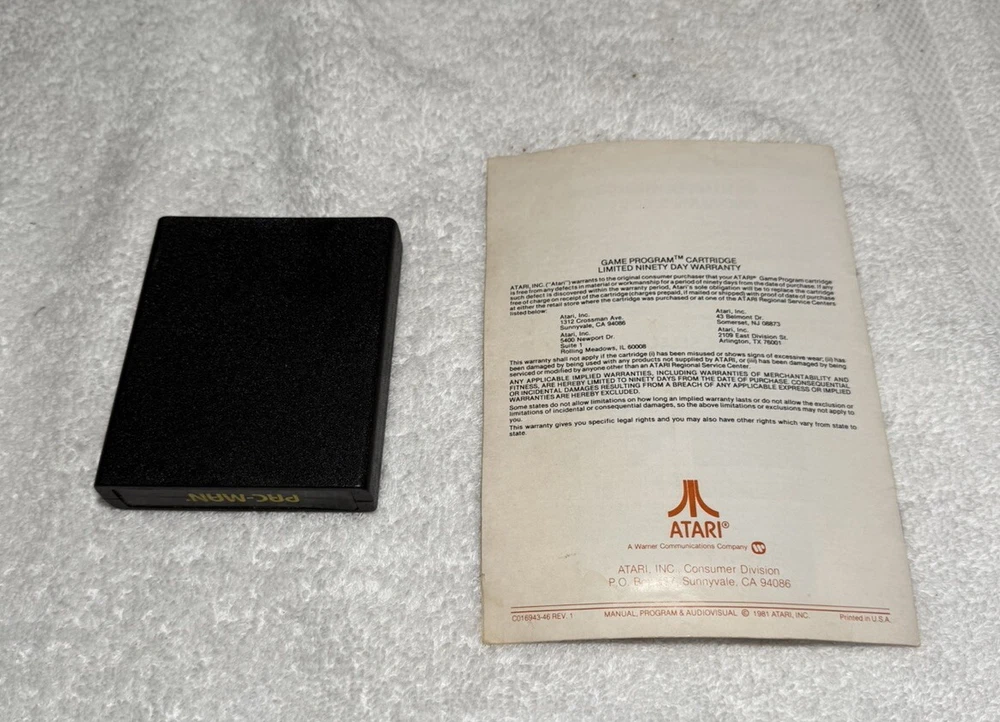 PAC-MAN
GAME PROGRAM™ CARTRIDGE
LIMITED NINETY DAY WARRANTY
ATARI, INC. ("Atari") warrants to the original consumer purchaser that your ATARI® Game Program cartridge
is free from any defects in material or workmanship for a period of ninety days from the date of purchase. If any
such defect is discovered within the warranty period, Atari's sole obligation will be to replace the cartridge
free of charge on receipt of the cartridge (charges prepaid, if mailed or shipped) with proof of date of purchase
at either the retail store where the cartridge was purchased or at one of the ATARI Regional Service Centers
listed below:
Atari, Inc.
1312 Crossman Ave.
Sunnyvale, CA 94086
Atari, Inc.
5400 Newport Dr.
Suite 1
Rolling Meadows, IL 60008
Atari, Inc.
43 Belmont Dr.
Somerset, NJ 08873
Atari, Inc.
2109 East Division St.
Arlington, TX 76001
This warranty shall not apply if the cartridge (i) has been misused or shows signs of excessive wear, (ii) has
been damaged by being used with any products not supplied by ATARI, or (iii) has been damaged by being
serviced or modified by anyone other than an ATARI Regional Service Center.
ANY APPLICABLE IMPLIED WARRANTIES, INCLUDING WARRANTIES OF MERCHANTABILITY AND
FITNESS, ARE HEREBY LIMITED TO NINETY DAYS FROM THE DATE OF PURCHASE. CONSEQUENTIAL
OR INCIDENTAL DAMAGES RESULTING FROM A BREACH OF ANY APPLICABLE EXPRESS OR IMPLIED
WARRANTIES ARE HEREBY EXCLUDED.
Some states do not allow limitations on how long an implied warranty lasts or do not allow the exclusion or
limitations of incidental or consequential damages, so the above limitations or exclusions may not apply to
you.
This warranty gives you specific legal rights and you may also have other rights which vary from state to
state.
ATARI®
A Warner Communications Company
ATARI, INC. Consumer Division
P.O. Sunnyvale, CA 94086
C016943-46 REV. 1 MANUAL, PROGRAM & AUDIOVISUAL © 1981 ATARI, INC. Printed in U.S.A.